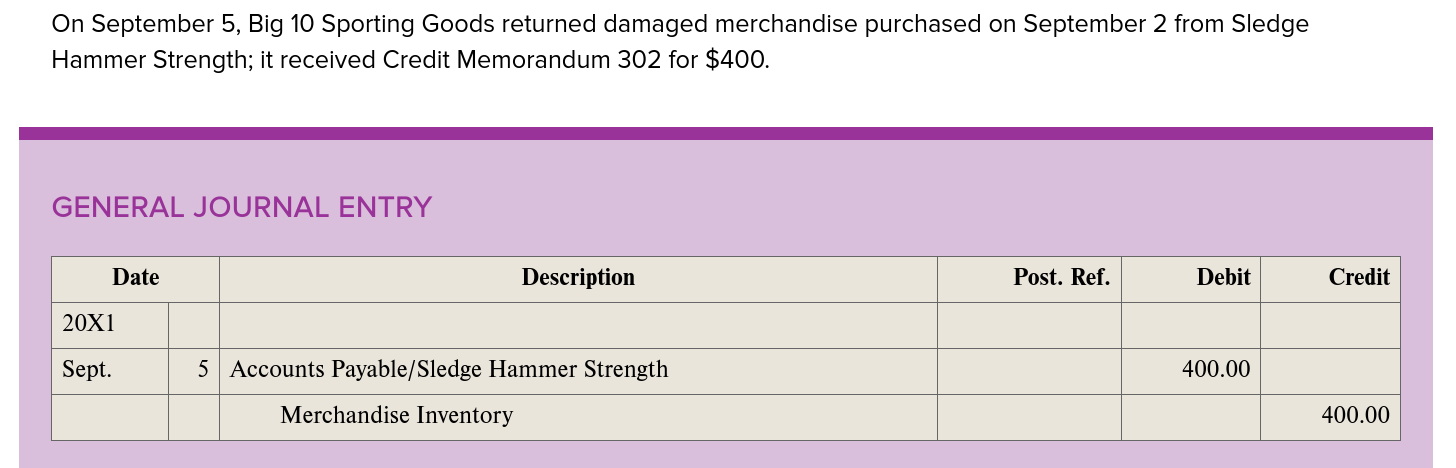 On September 5, Big 10 Sporting Goods returned damaged merchandise purchased on September 2 from Sledge
Hammer Strength; it received Credit Memorandum 302 for $400.
GENERAL JOURNAL ENTRY
Date Description Post. Ref. Debit Credit
20X1
Sept. 5 Accounts Payable/Sledge Hammer Strength 400.00
Merchandise Inventory 400.00